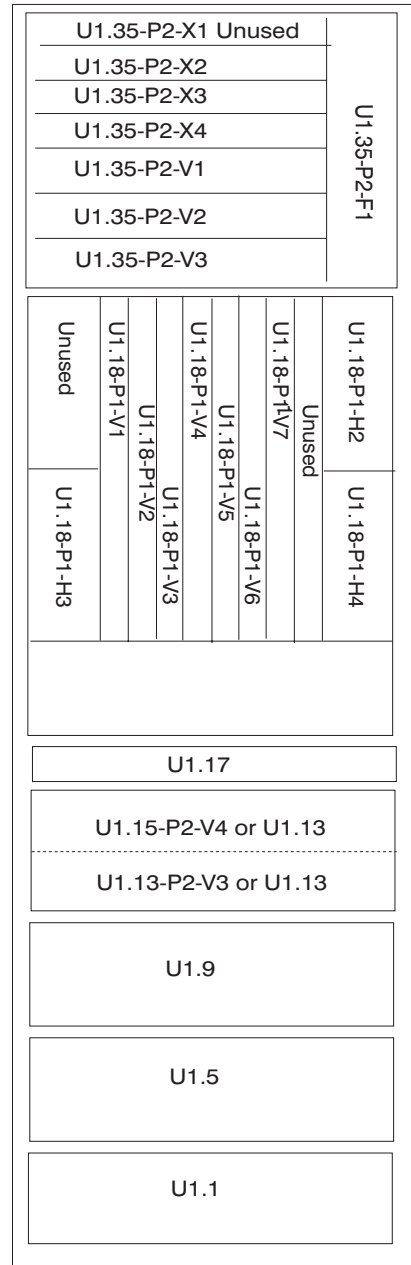 U1.35-P2-X1 Unused
U1.35-P2-X2
U1.35-P2-X3
U1.35-P2-X4
U1.35-P2-V1
U1.35-P2-V2
U1.35-P2-V3
U1.35-P2-F1
Unused
U1.18-P1-H3
U1.18-P1-V1
U1.18-P1-V2
U1.18-P1-V3
U1.18-P1-V4
U1.18-P1-V5
U1.18-P1-V6
U1.18-P1-V7
Unused
U1.18-P1-H2
U1.18-P1-H4
U1.17
U1.15-P2-V4 or U1.13
U1.13-P2-V3 or U1.13
U1.9
U1.5
U1.1